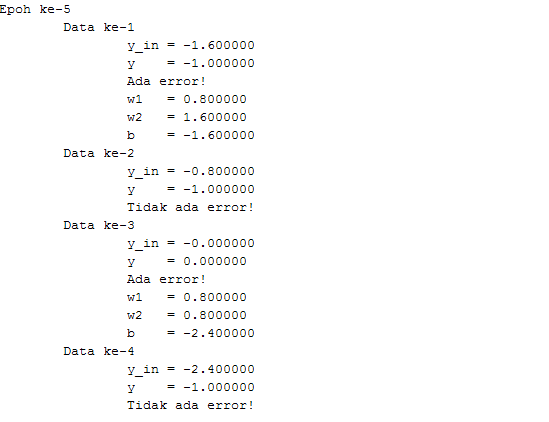 Epoh ke-5
Data ke-1
y_in = -1.600000
y = -1.000000
Ada error!
w1 = 0.800000
w2 = 1.600000
b = -1.600000
Data ke-2
y_in = -0.800000
y = -1.000000
Tidak ada error!
Data ke-3
y_in = -0.000000
y = 0.000000
Ada error!
w1 = 0.800000
w2 = 0.800000
b = -2.400000
Data ke-4
y_in = -2.400000
y = -1.000000
Tidak ada error!